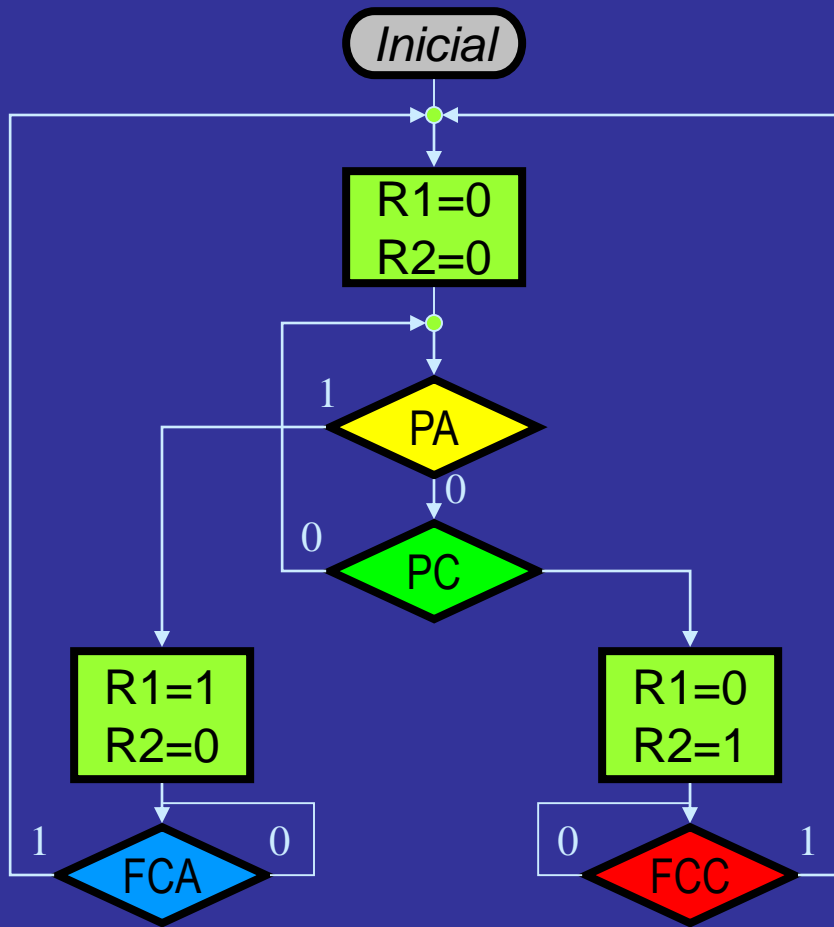 Inicial
R1=0
R2=0
1
PA
0
0
PC
R1=1
R2=0
R1=0
R2=1
1
FCA
0
0
FCC
1